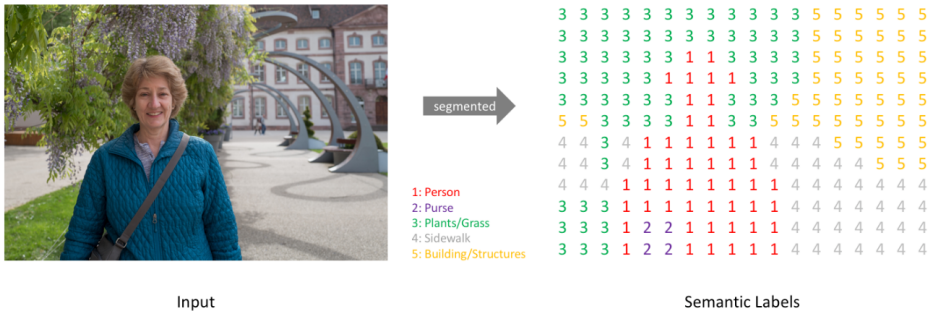 segmented
1: Person
2: Purse
3: Plants/Grass
4: Sidewalk
5: Building/Structures
3 3 3 3 3 3 3 3 3 3 3 3 5 5 5 5 5 5
3 3 3 3 3 3 3 3 3 3 3 3 5 5 5 5 5 5
3 3 3 3 3 3 1 1 3 3 3 3 5 5 5 5 5 5
3 3 3 3 3 1 1 1 1 3 3 3 5 5 5 5 5 5
3 3 3 3 3 3 1 1 3 3 3 5 5 5 5 5 5 5
5 5 3 3 3 3 1 1 3 3 5 5 5 5 5 5 5 5
4 4 3 4 1 1 1 1 1 1 4 4 4 5 5 5 5 5
4 4 3 4 1 1 1 1 1 1 4 4 4 4 4 5 5 5
4 4 4 1 1 1 1 1 1 1 1 4 4 4 4 4 4 4
3 3 3 1 1 1 1 1 1 1 1 4 4 4 4 4 4 4
3 3 3 1 2 2 1 1 1 1 1 4 4 4 4 4 4 4
3 3 3 1 2 2 1 1 1 1 1 4 4 4 4 4 4 4
Input
Semantic Labels